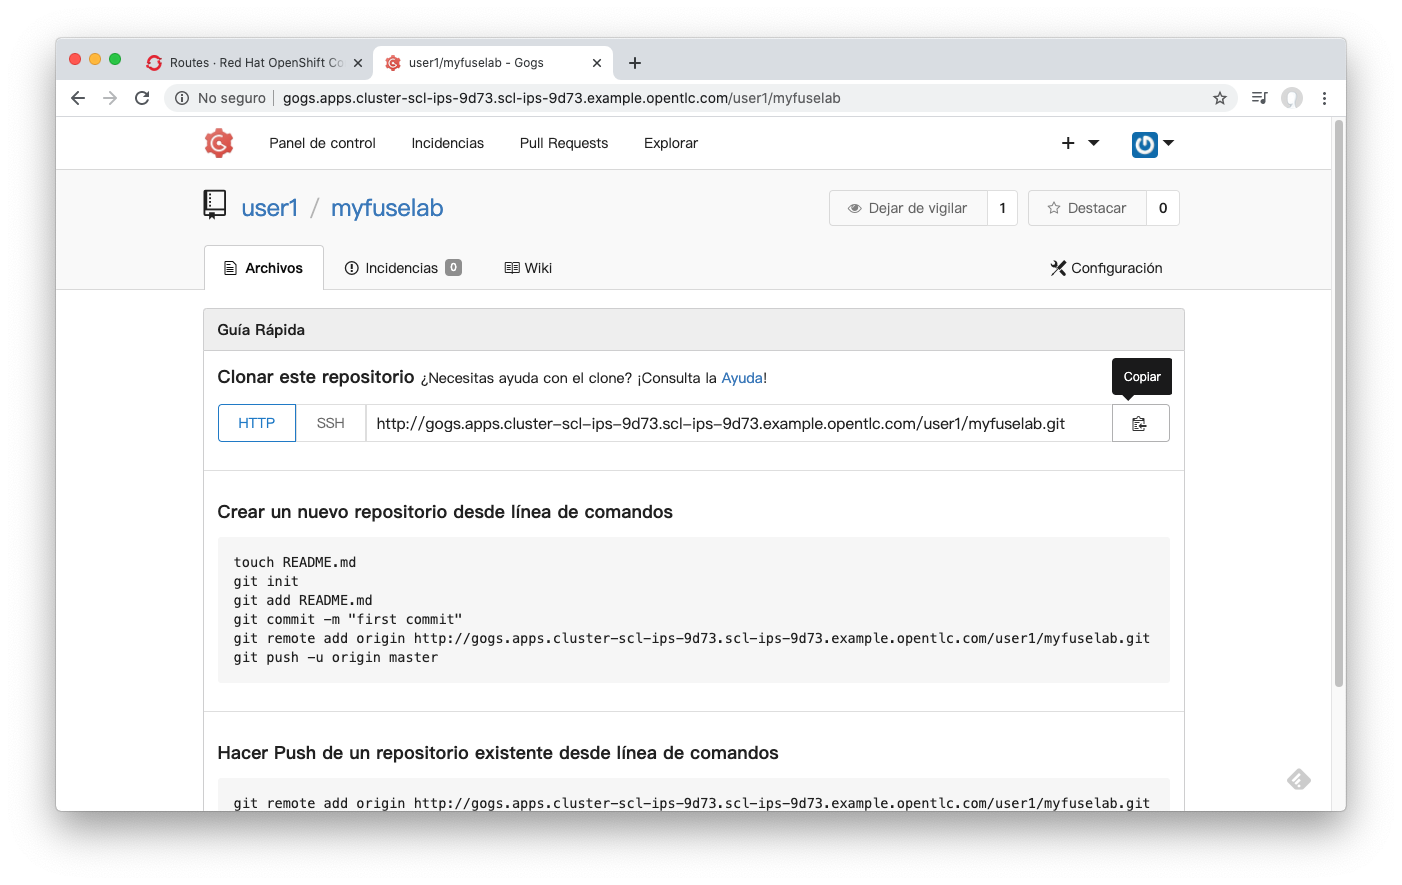 Routes · Red Hat OpenShift Co
user1/myfuselab - Gogs
No seguro
gogs.apps.cluster-scl-ips-9d73.scl-ips-9d73.example.opentlc.com/user1/myfuselab
Panel de control
Incidencias
Pull Requests
Explorar
user1 / myfuselab
Dejar de vigilar 1
Destacar 0
Archivos
Incidencias 0
Wiki
Configuración
Guía Rápida
Clonar este repositorio ¿Necesitas ayuda con el clone? ¡Consulta la Ayuda!
Copiar
HTTP SSH http://gogs.apps.cluster-scl-ips-9d73.scl-ips-9d73.example.opentlc.com/user1/myfuselab.git
Crear un nuevo repositorio desde línea de comandos
touch README.md
git init
git add README.md
git commit -m "first commit"
git remote add origin http://gogs.apps.cluster-scl-ips-9d73.scl-ips-9d73.example.opentlc.com/user1/myfuselab.git
git push -u origin master
Hacer Push de un repositorio existente desde línea de comandos
git remote add origin http://gogs.apps.cluster-scl-ips-9d73.scl-ips-9d73.example.opentlc.com/user1/myfuselab.git